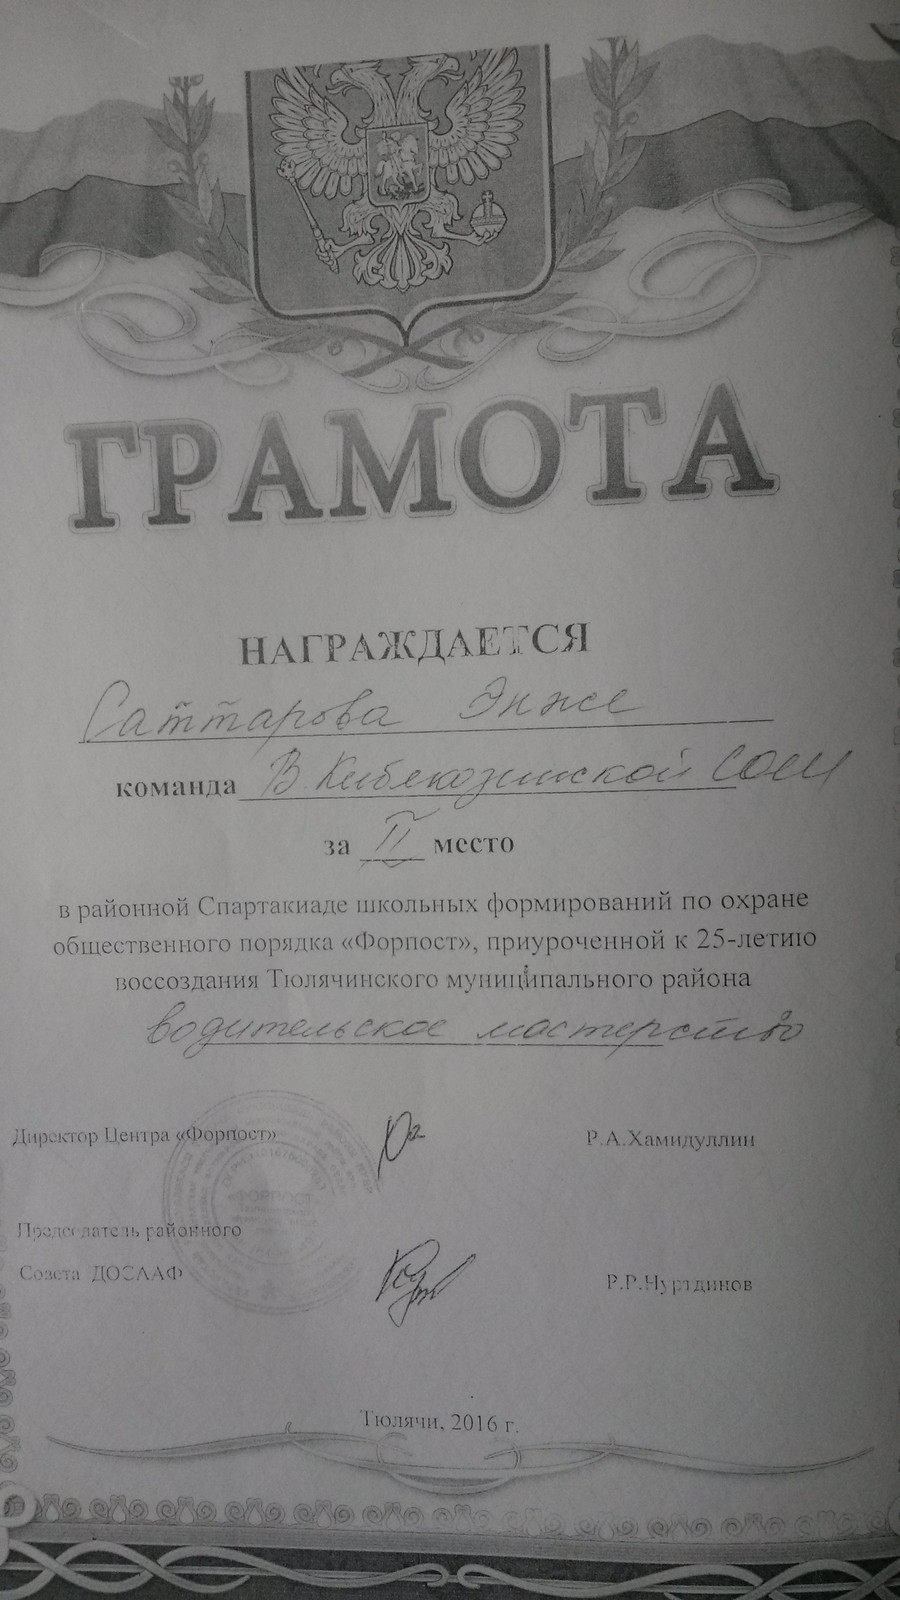 ГРАМОТА
НАГРАЖДАЕТСЯ
Саттарова Энже
команда В.Кибякозинской СОШ
за II место
в районной Спартакиаде школьных формирований по охране
общественного порядка «Форпост», приуроченной к 25-летию
воссоздания Тюлячинского муниципального района
водительское мастерство
Директор Центра «Форпост» Р.А.Хамидуллин
Председатель районного
Совета ДОСААФ Р.Р.Нуртдинов
«ФОРПОСТ»
Тюлячи, 2016 г.